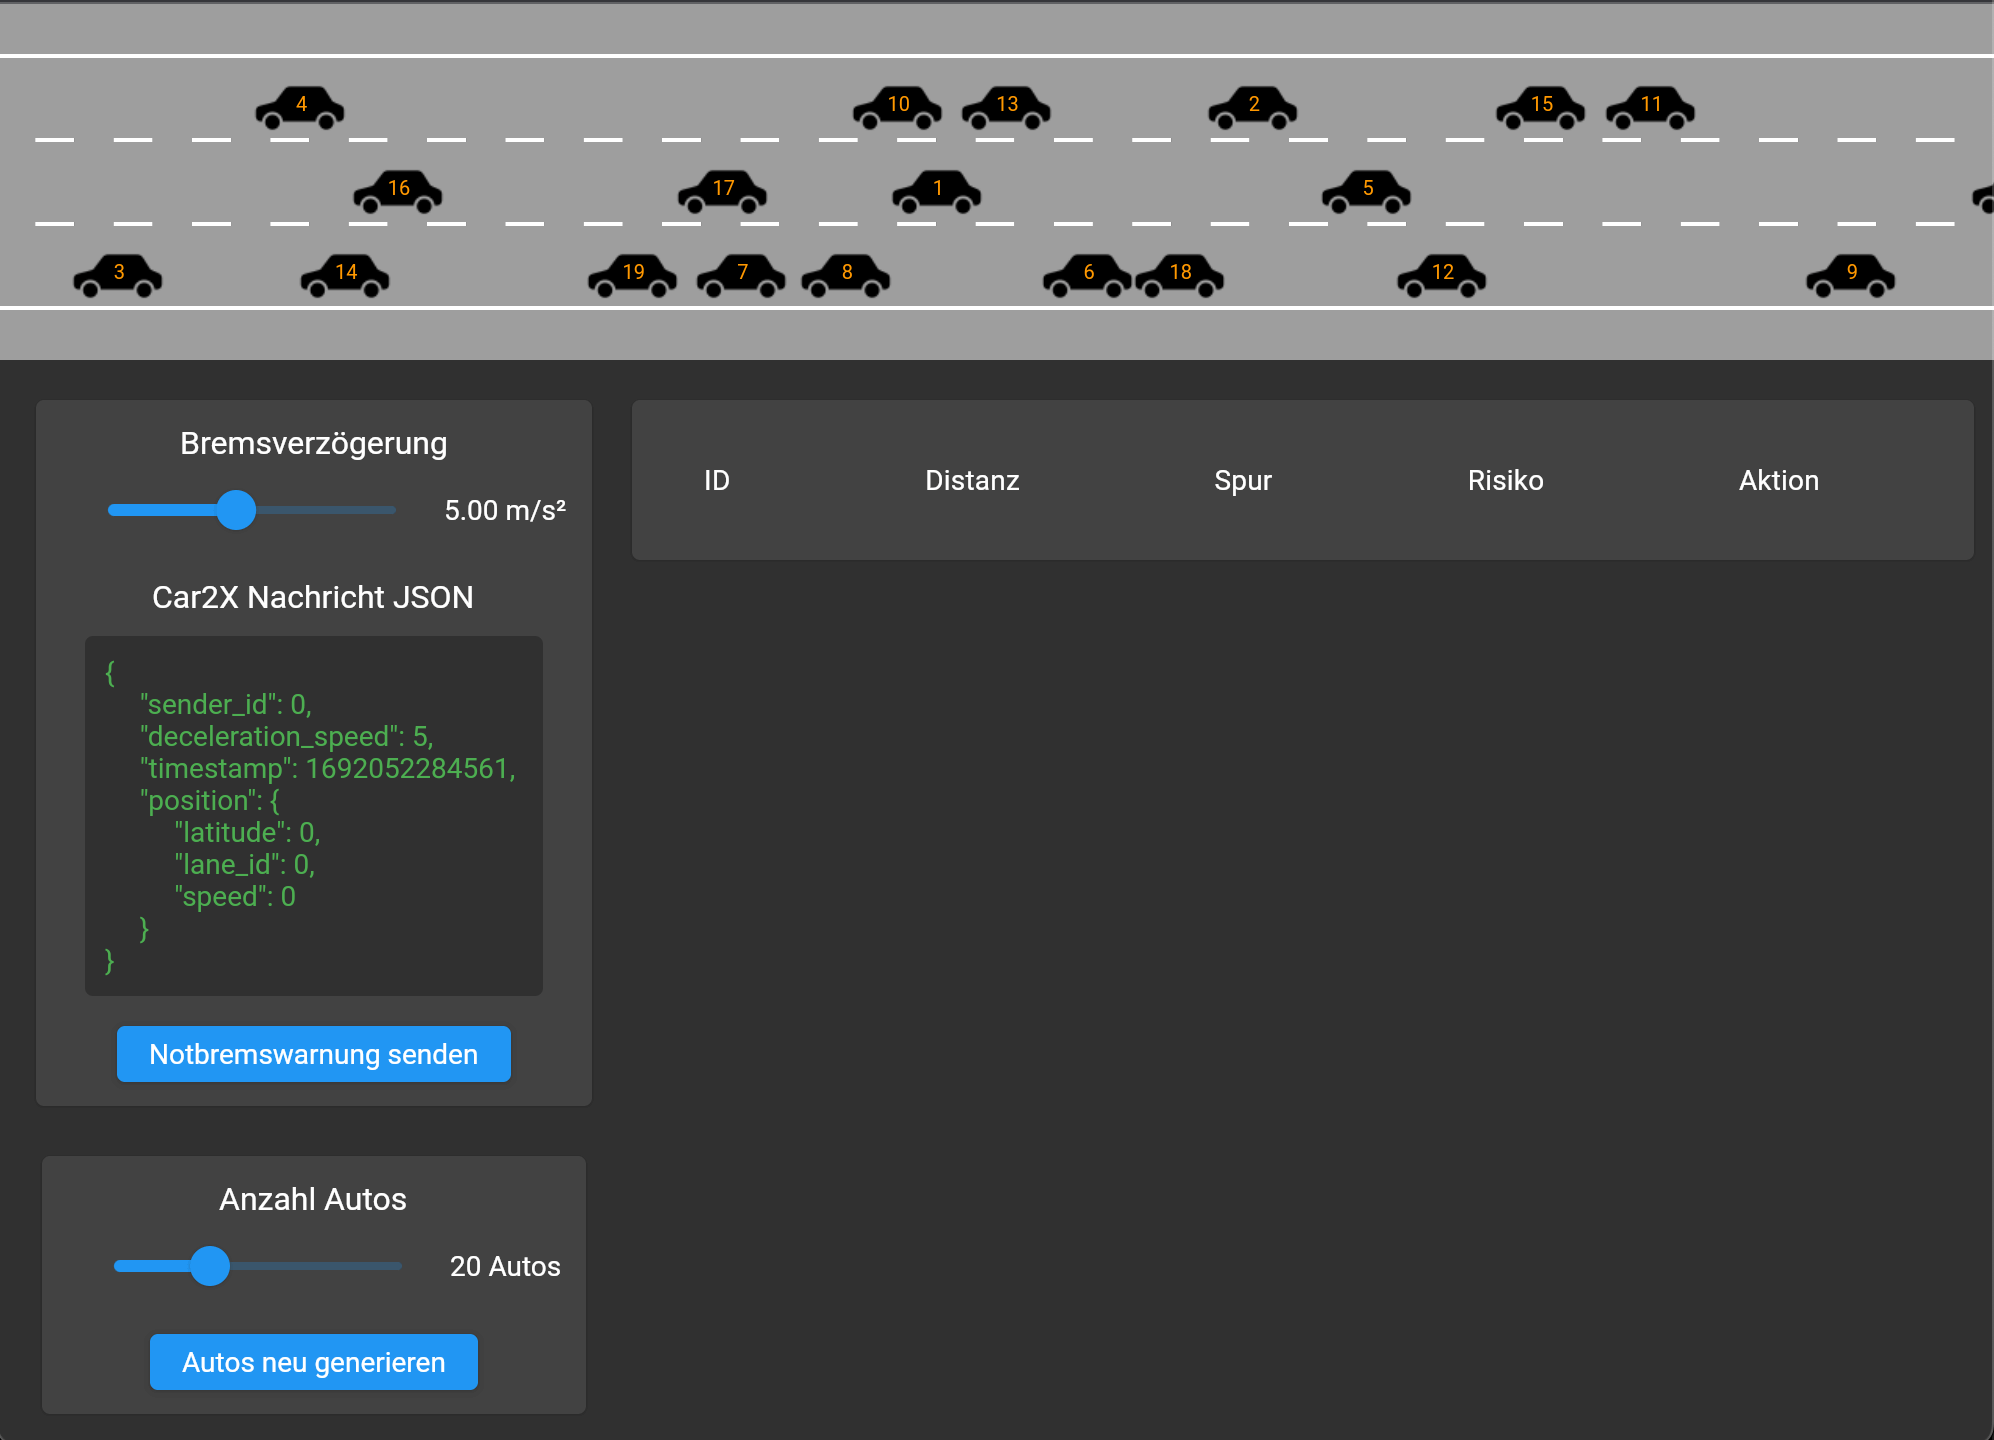 4 10 13 2 15 11
16 17 1 5
3 14 19 7 8 6 18 12 9
Bremsverzögerung
5.00 m/s²
Car2X Nachricht JSON
{
"sender_id": 0,
"deceleration_speed": 5,
"timestamp": 1692052284561,
"position": {
"latitude": 0,
"lane_id": 0,
"speed": 0
}
}
Notbremswarnung senden
Anzahl Autos
20 Autos
Autos neu generieren
ID Distanz Spur Risiko Aktion